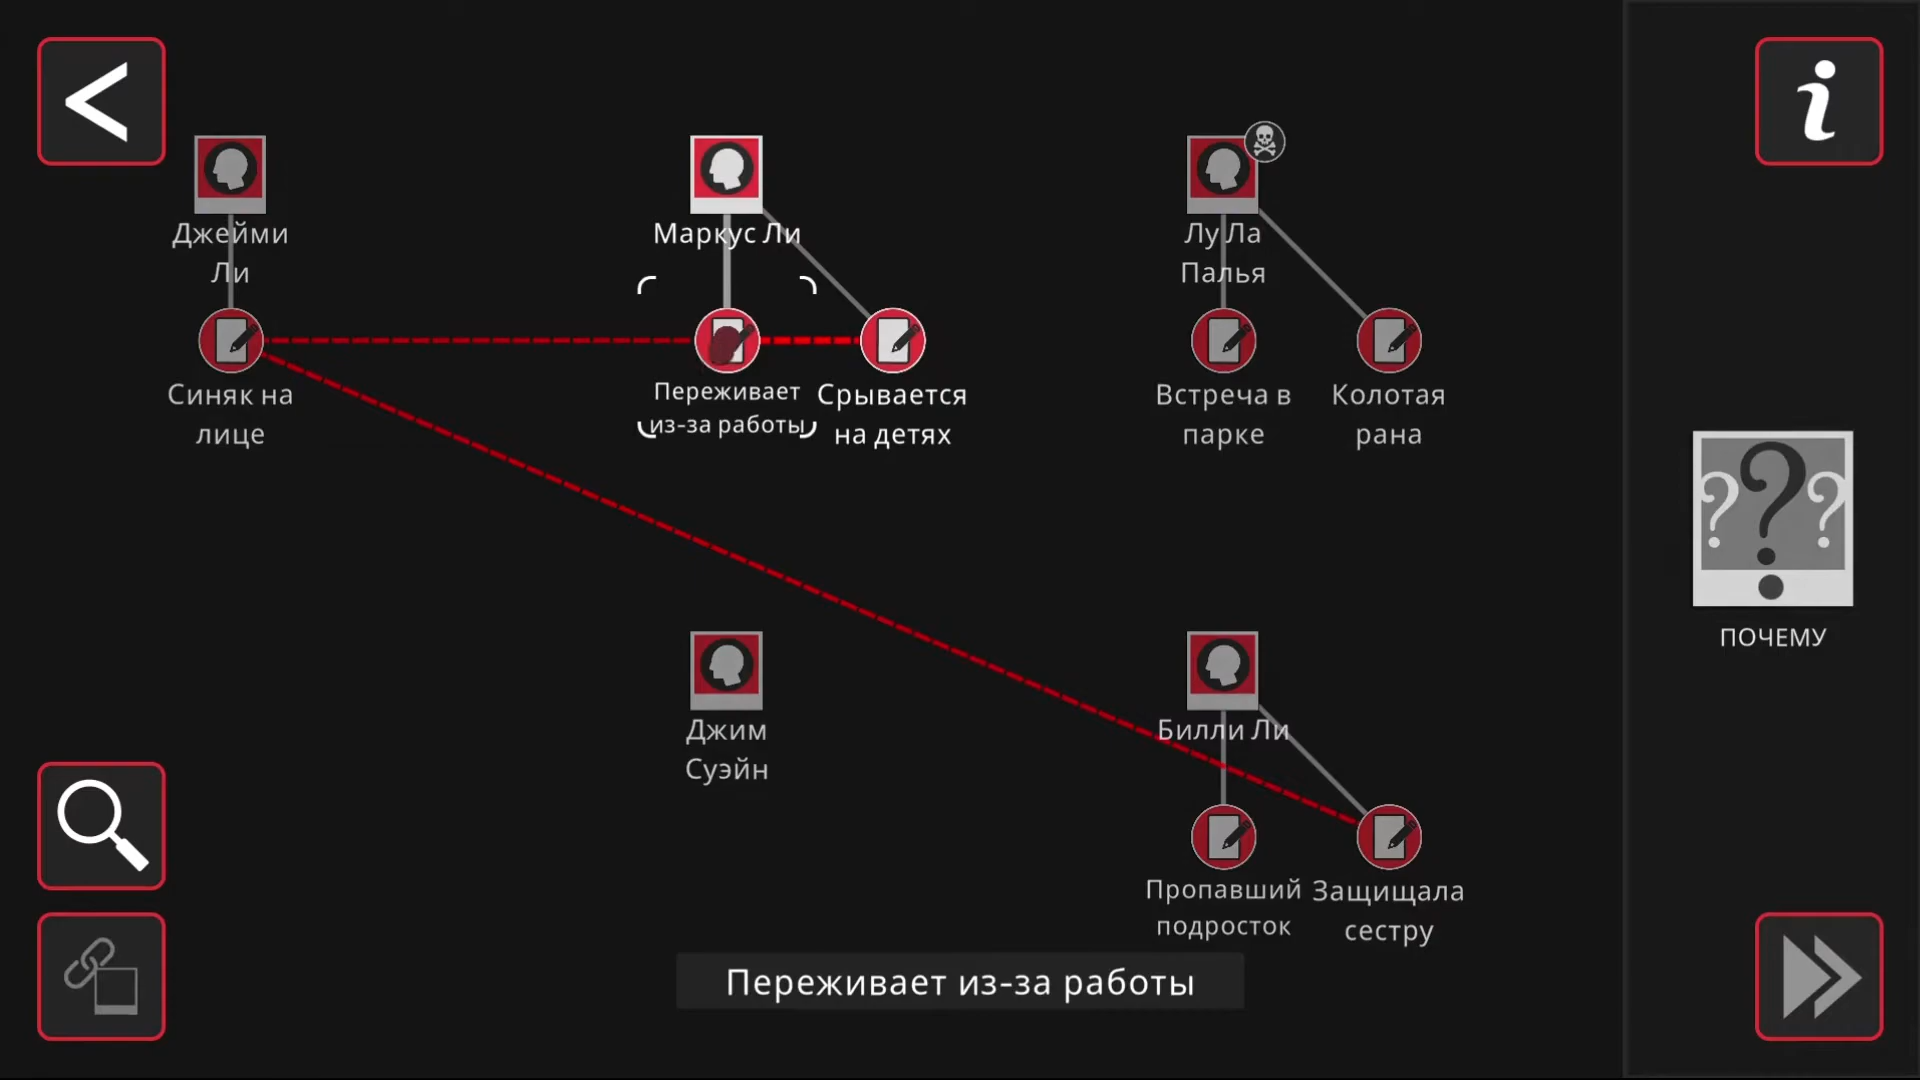 Джейми
Ли
Маркус Ли
Лу Ла
Палья
Синяк на
лице
Переживает
из-за работы
Срывается
на детях
Встреча в
парке
Колотая
рана
???
ПОЧЕМУ
Джим
Суэйн
Билли Ли
Пропавший
подросток
Защищала
сестру
Переживает из-за работы